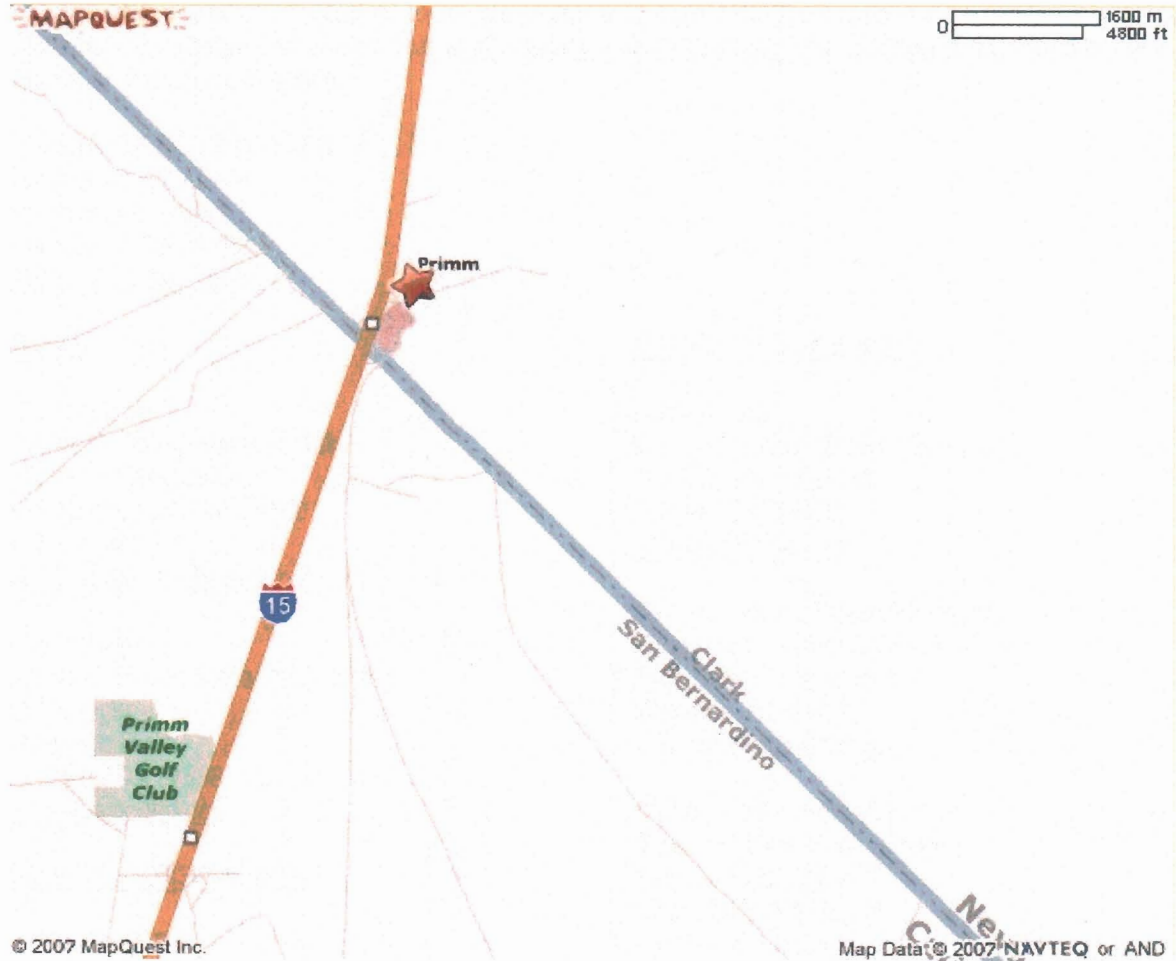 MAPQUEST
0
1600 m
4800 ft
Primm
15
San Bernardino
Clark
Primm
Valley
Golf
Club
© 2007 MapQuest Inc.
Map Data © 2007 NAVTEQ or AND